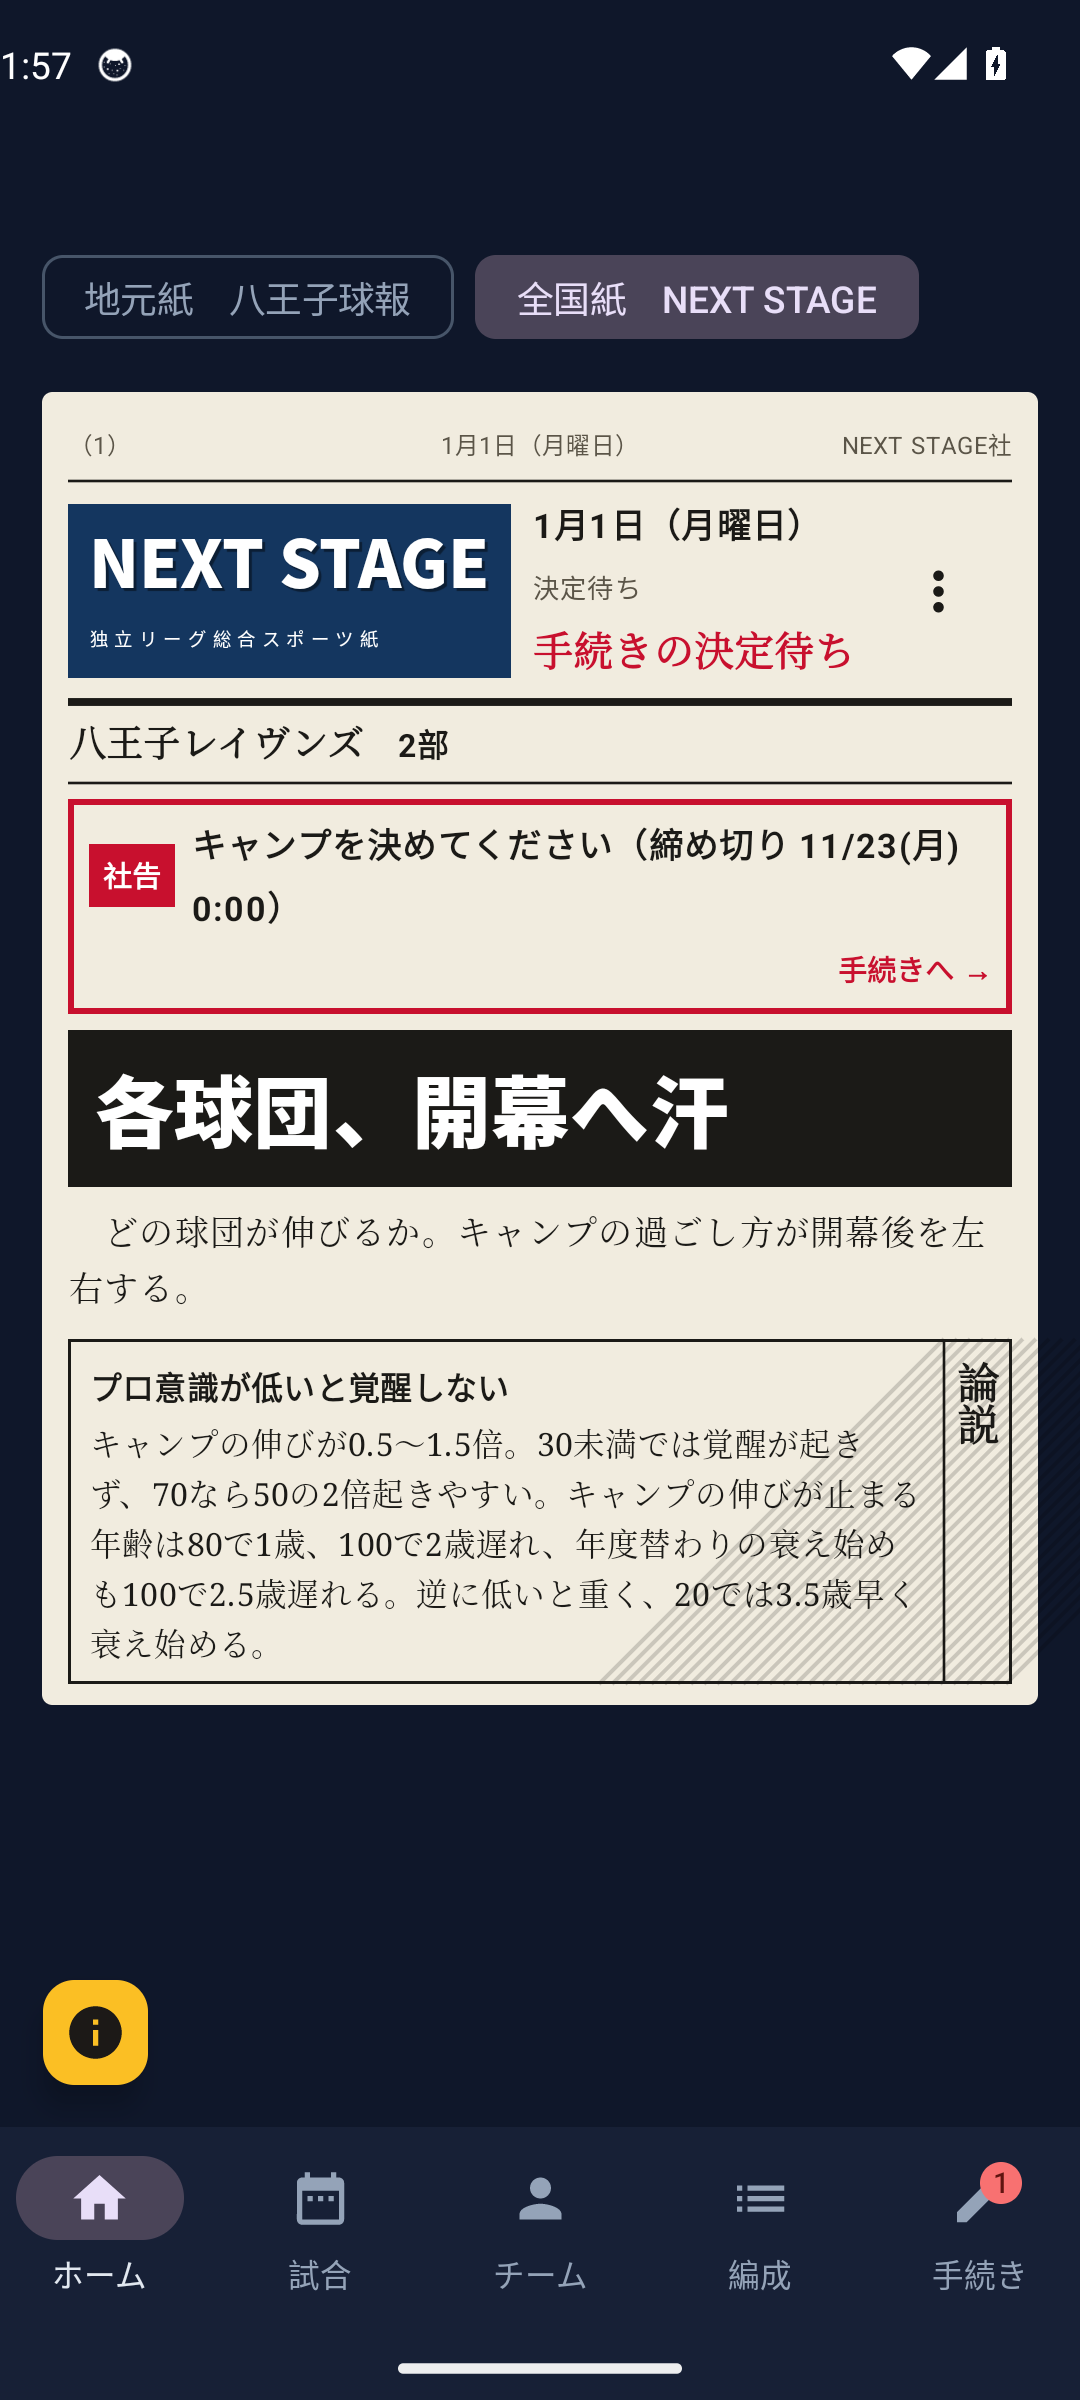 1:57
地元紙　八王子球報
全国紙　NEXT STAGE
（1）
1月1日（月曜日）
NEXT STAGE社
NEXT STAGE
独立リーグ総合スポーツ紙
1月1日（月曜日）
決定待ち
手続きの決定待ち
八王子レイヴンズ　2部
社告
キャンプを決めてください（締め切り 11/23(月)
0:00）
手続きへ →
各球団、開幕へ汗
どの球団が伸びるか。キャンプの過ごし方が開幕後を左
右する。
論説
プロ意識が低いと覚醒しない
キャンプの伸びが0.5〜1.5倍。30未満では覚醒が起き
ず、70なら50の2倍起きやすい。キャンプの伸びが止まる
年齢は80で1歳、100で2歳遅れ、年度替わりの衰え始め
も100で2.5歳遅れる。逆に低いと重く、20では3.5歳早く
衰え始める。
ホーム
試合
チーム
編成
1
手続き